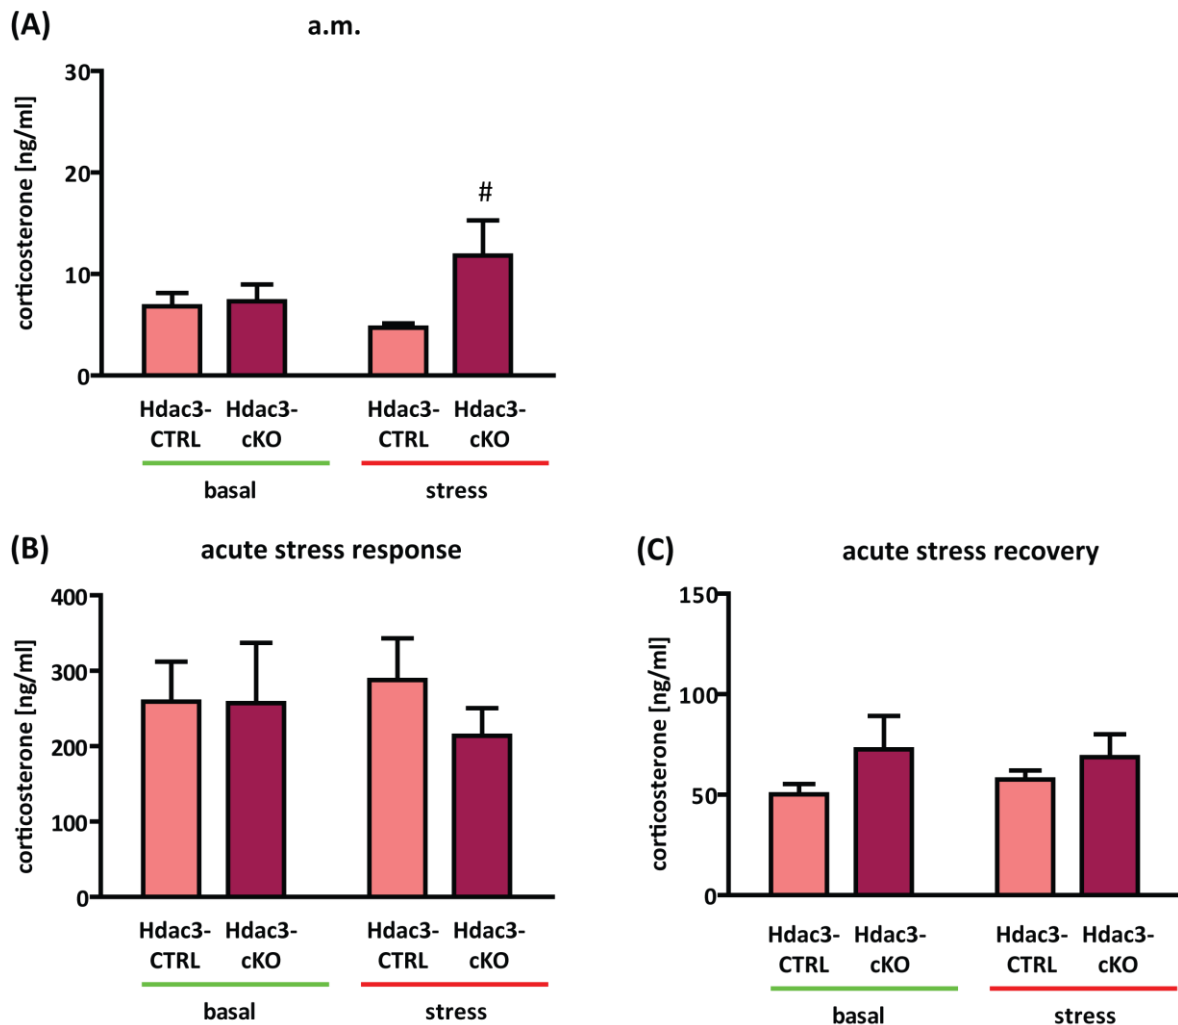 (A)
a.m.
corticosterone [ng/ml]
30
20
10
0
#
Hdac3- Hdac3- Hdac3- Hdac3-
CTRL cKO CTRL cKO
basal stress
(B)
acute stress response
corticosterone [ng/ml]
400
300
200
100
0
Hdac3- Hdac3- Hdac3- Hdac3-
CTRL cKO CTRL cKO
basal stress
(C)
acute stress recovery
corticosterone [ng/ml]
150
100
50
0
Hdac3- Hdac3- Hdac3- Hdac3-
CTRL cKO CTRL cKO
basal stress